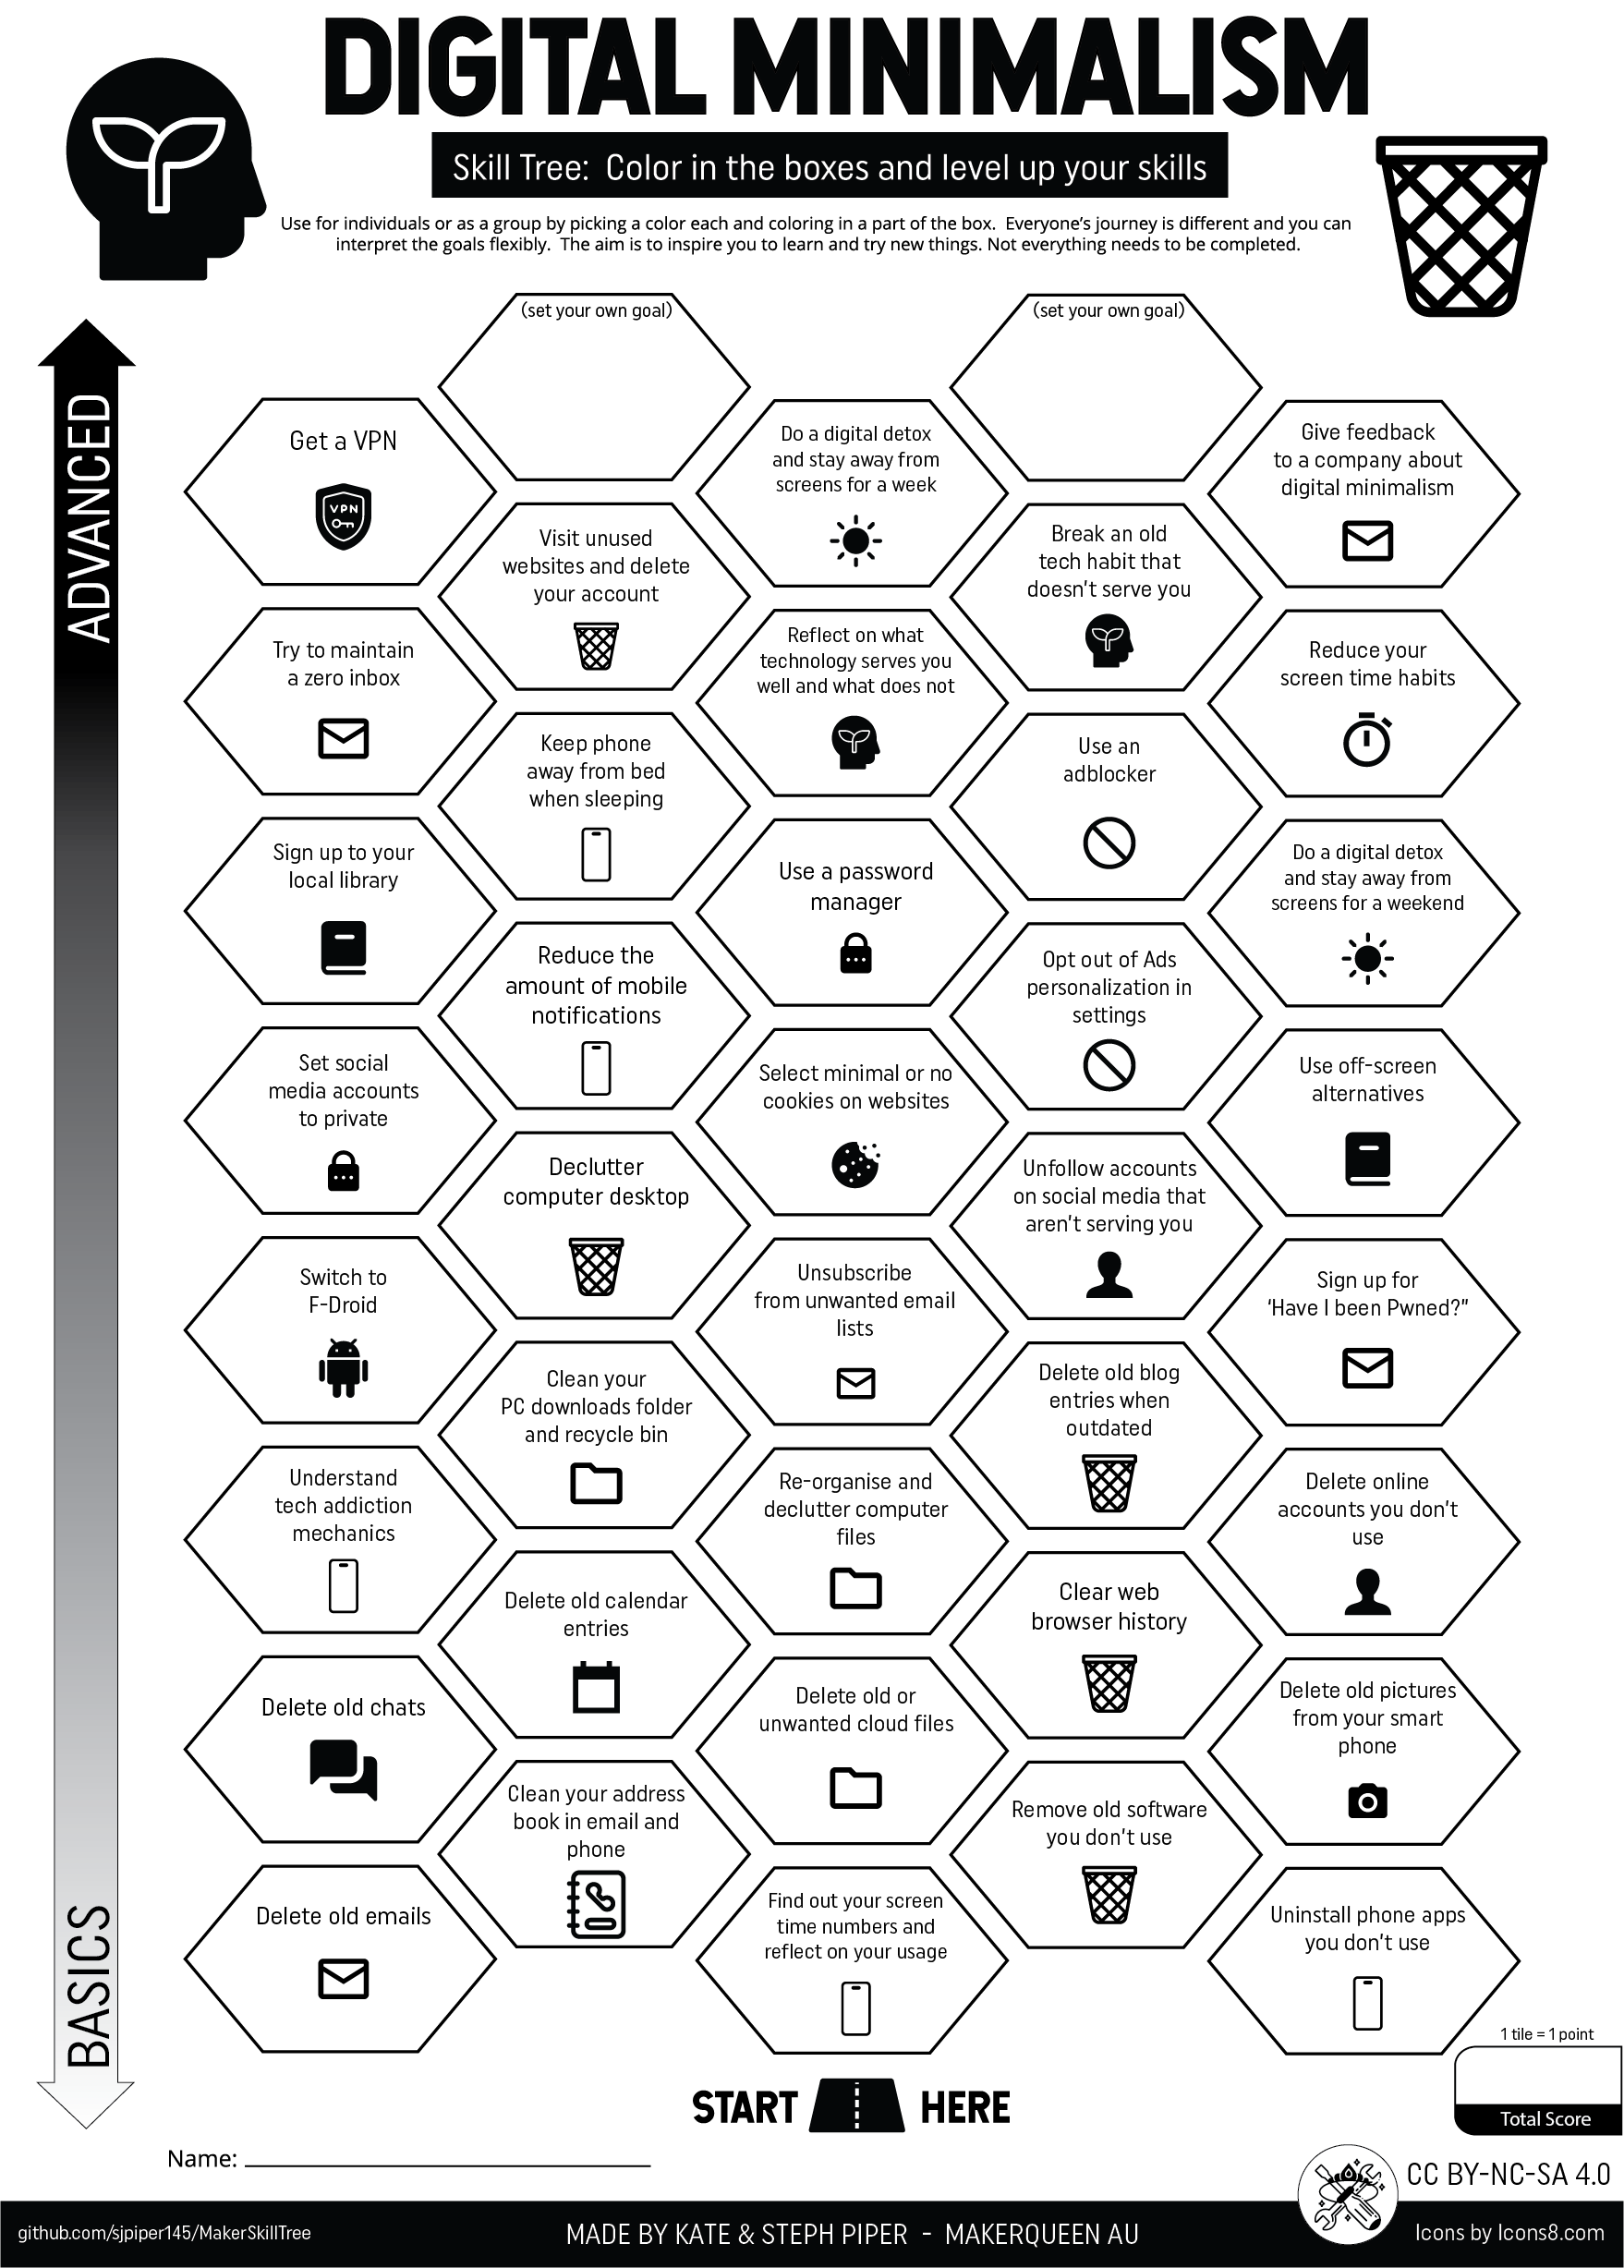 DIGITAL MINIMALISM
Skill Tree: Color in the boxes and level up your skills
Use for individuals or as a group by picking a color each and coloring in a part of the box. Everyone's journey is different and you can
interpret the goals flexibly. The aim is to inspire you to learn and try new things. Not everything needs to be completed.
ADVANCED
(set your own goal)
(set your own goal)
Get a VPN
VPN
Do a digital detox
and stay away from
screens for a week
Give feedback
to a company about
digital minimalism
Visit unused
websites and delete
your account
Break an old
tech habit that
doesn't serve you
Try to maintain
a zero inbox
Reflect on what
technology serves you
well and what does not
Reduce your
screen time habits
Keep phone
away from bed
when sleeping
Use an
adblocker
Sign up to your
local library
Use a password
manager
Do a digital detox
and stay away from
screens for a weekend
Reduce the
amount of mobile
notifications
Opt out of Ads
personalization in
settings
Set social
media accounts
to private
Select minimal or no
cookies on websites
Use off-screen
alternatives
Declutter
computer desktop
Unfollow accounts
on social media that
aren't serving you
Switch to
F-Droid
Unsubscribe
from unwanted email
lists
Sign up for
'Have I been Pwned?"
Clean your
PC downloads folder
and recycle bin
Delete old blog
entries when
outdated
Understand
tech addiction
mechanics
Re-organise and
declutter computer
files
Delete online
accounts you don't
use
Delete old calendar
entries
Clear web
browser history
Delete old chats
Delete old or
unwanted cloud files
Delete old pictures
from your smart
phone
Clean your address
book in email and
phone
Remove old software
you don't use
Delete old emails
Find out your screen
time numbers and
reflect on your usage
Uninstall phone apps
you don't use
BASICS
START HERE
1 tile = 1 point
Total Score
Name:
CC BY-NC-SA 4.0
github.com/sjpiper145/MakerSkillTree
MADE BY KATE & STEPH PIPER - MAKERQUEEN AU
Icons by Icons8.com